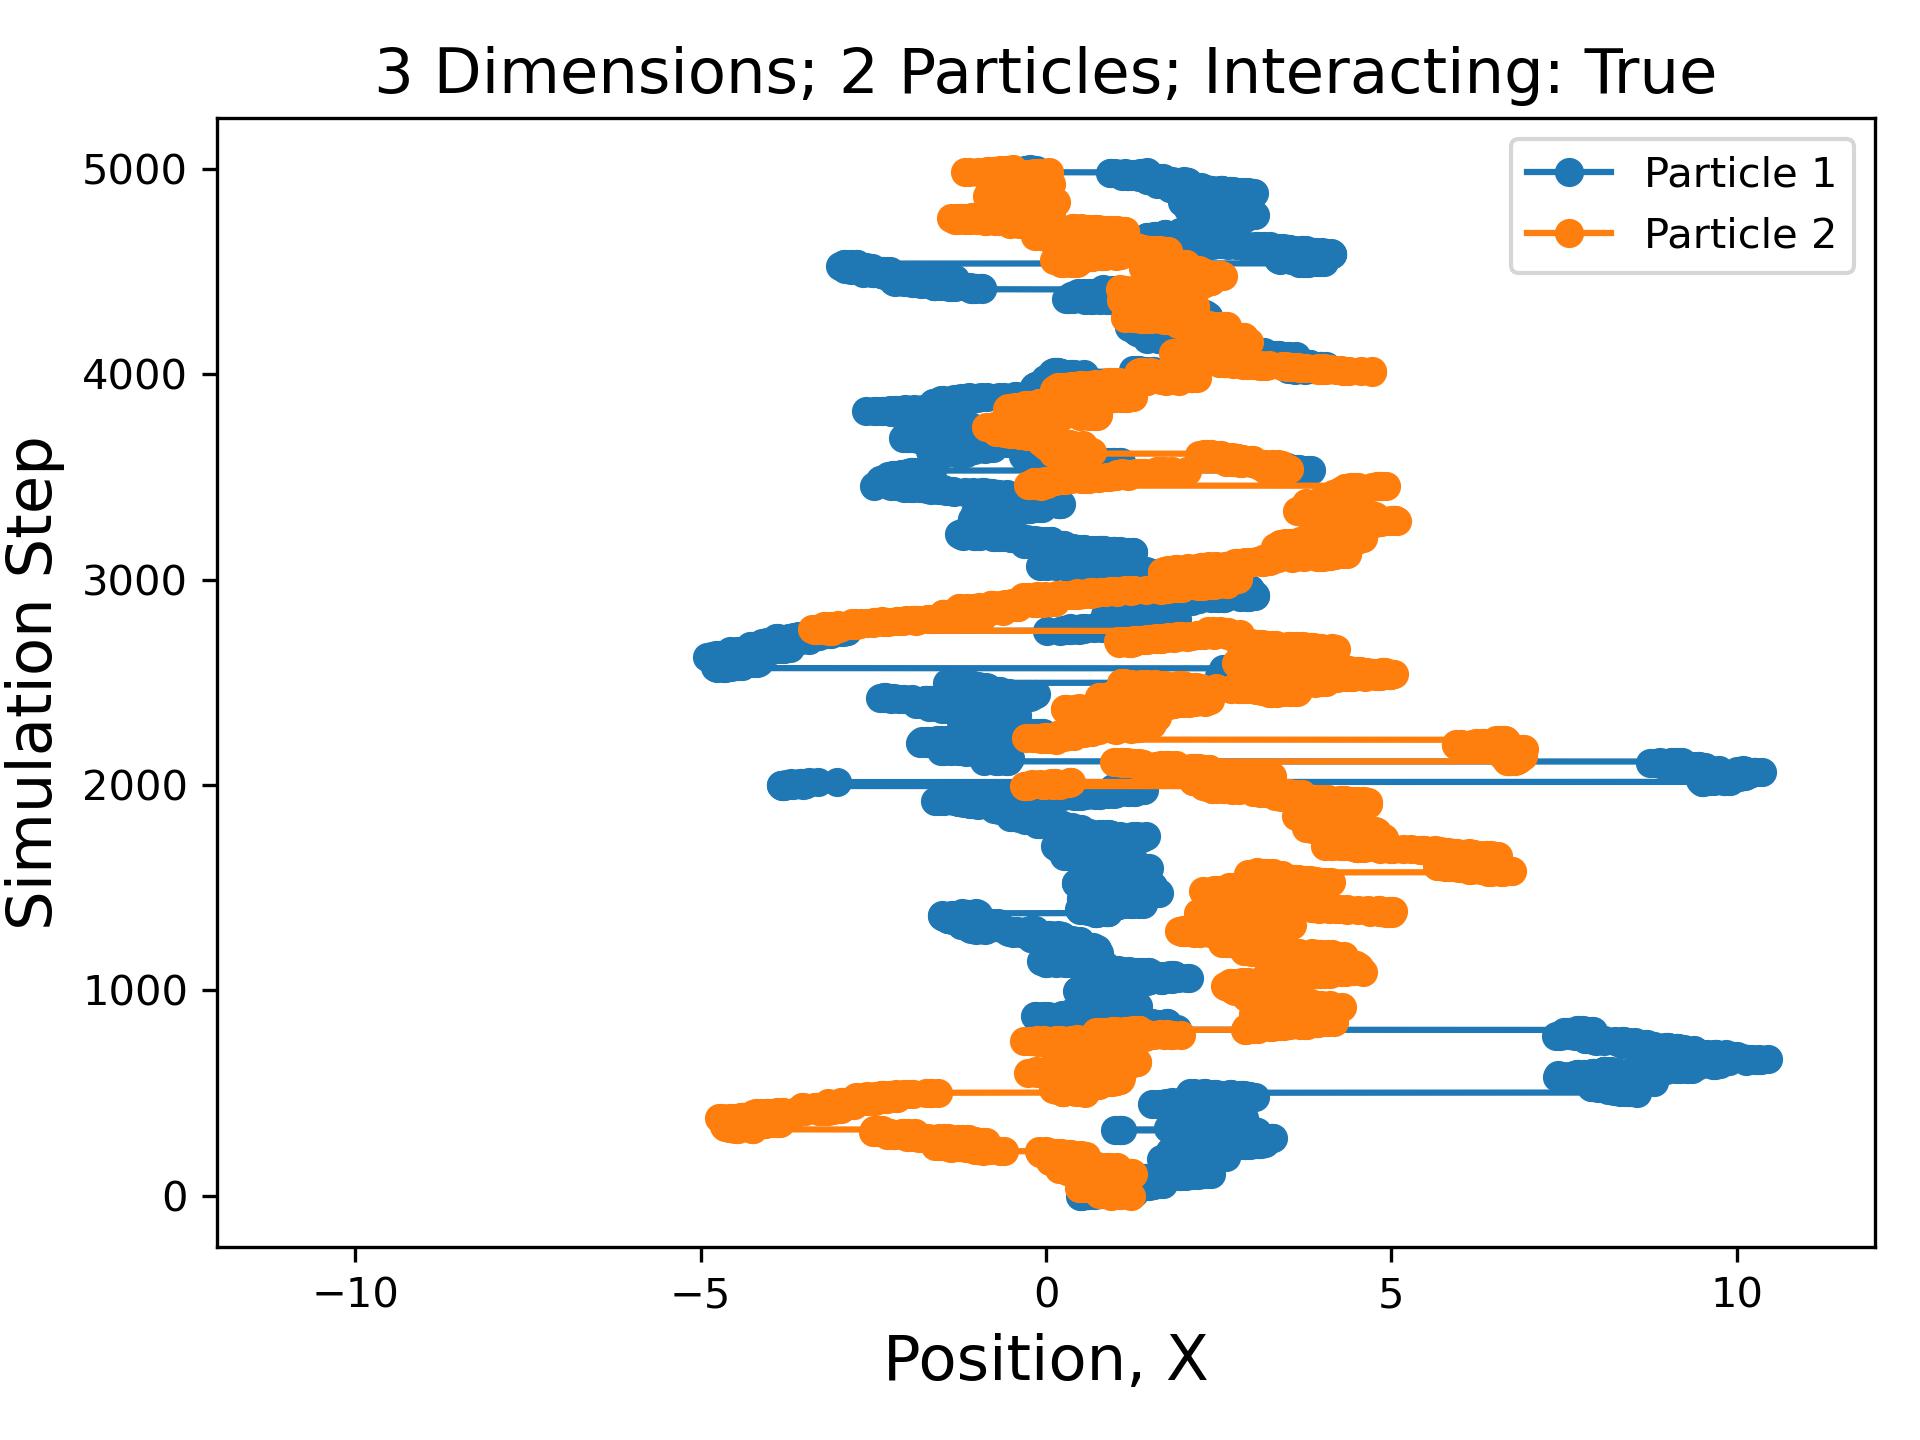 3 Dimensions; 2 Particles; Interacting: True
Particle 1
Particle 2
5000
4000
3000
2000
1000
0
Simulation Step
−10
−5
0
5
10
Position, X